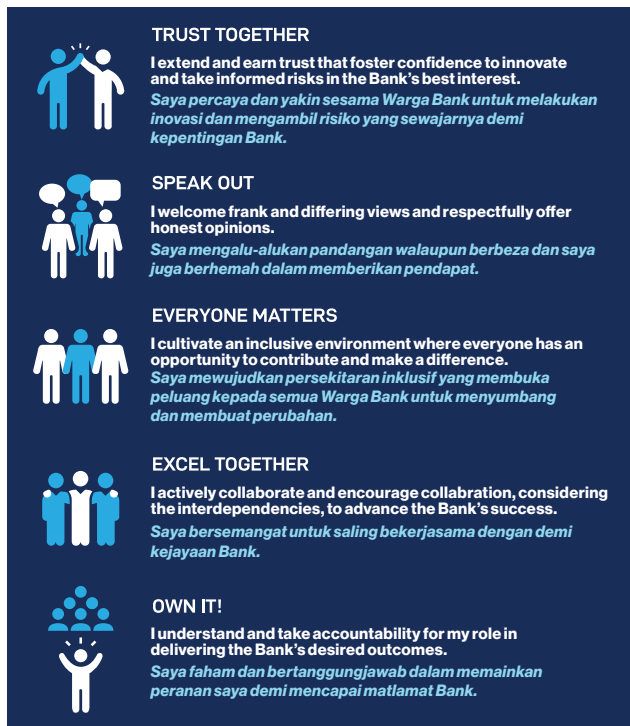 TRUST TOGETHER
I extend and earn trust that foster confidence to innovate
and take informed risks in the Bank's best interest.
Saya percaya dan yakin sesama Warga Bank untuk melakukan
inovasi dan mengambil risiko yang sewajarnya demi
kepentingan Bank.
SPEAK OUT
I welcome frank and differing views and respectfully offer
honest opinions.
Saya mengalu-alukan pandangan walaupun berbeza dan saya
juga berhemah dalam memberikan pendapat.
EVERYONE MATTERS
I cultivate an inclusive environment where everyone has an
opportunity to contribute and make a difference.
Saya mewujudkan persekitaran inklusif yang membuka
peluang kepada semua Warga Bank untuk menyumbang
dan membuat perubahan.
EXCEL TOGETHER
I actively collaborate and encourage collabration, considering
the interdependencies, to advance the Bank's success.
Saya bersemangat untuk saling bekerjasama dengan demi
kejayaan Bank.
OWN IT!
I understand and take accountability for my role in
delivering the Bank's desired outcomes.
Saya faham dan bertanggungjawab dalam memainkan
peranan saya demi mencapai matlamat Bank.